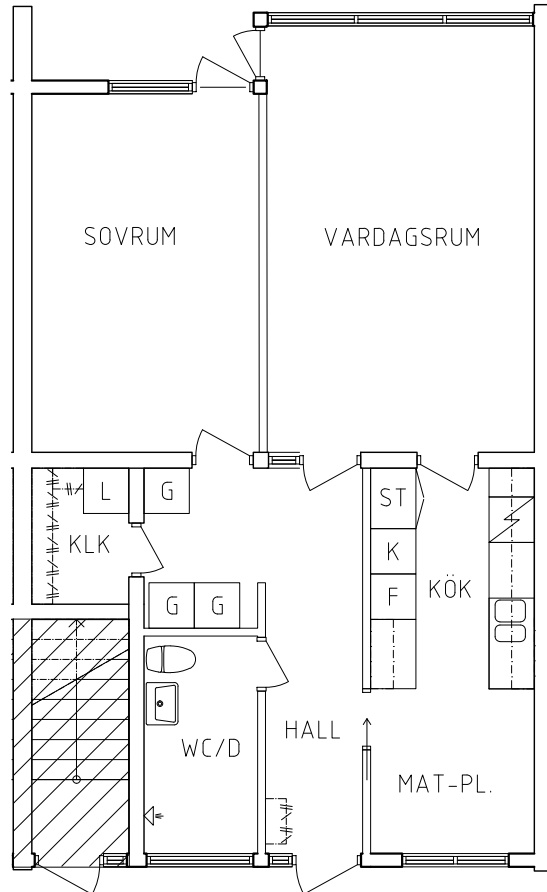 SOVRUM
VARDAGSRUM
L
G
ST
KLK
K
KÖK
F
G
G
HALL
WC/D
MAT-PL.